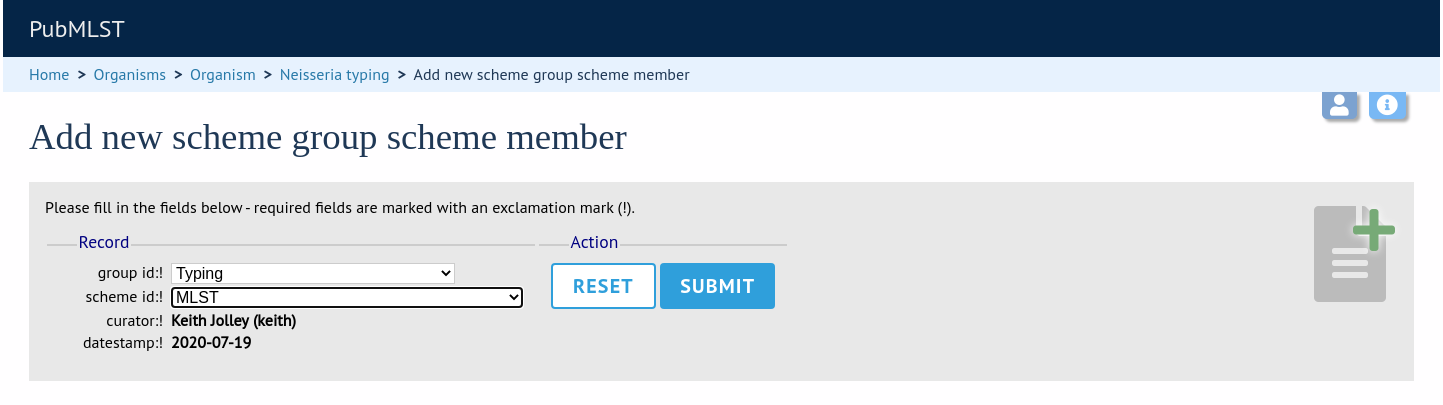 PubMLST
Home > Organisms > Organism > Neisseria typing > Add new scheme group scheme member
Add new scheme group scheme member
Please fill in the fields below - required fields are marked with an exclamation mark (!).
Record
group id:! Typing
scheme id:! MLST
curator:! Keith Jolley (keith)
datestamp:! 2020-07-19
Action
RESET SUBMIT